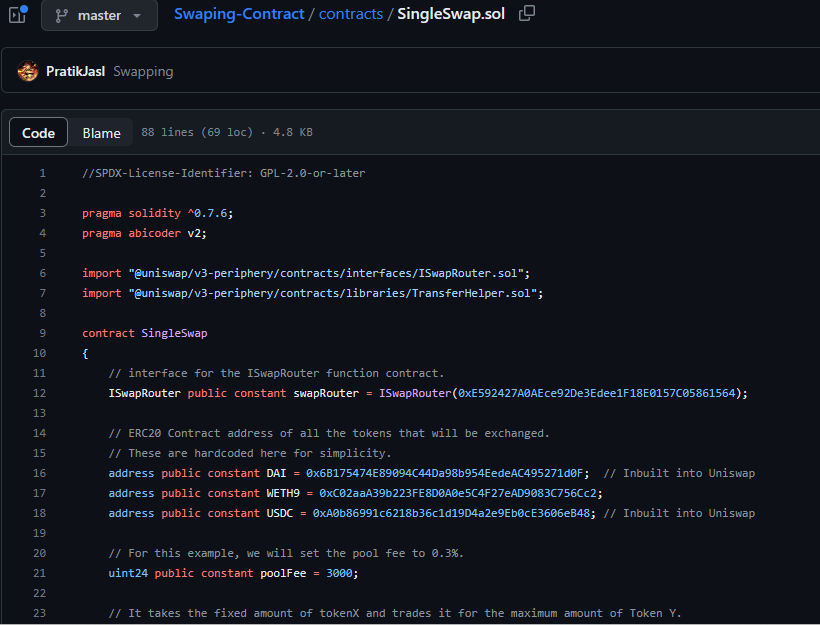 master
Swaping-Contract / contracts / SingleSwap.sol
PratikJasl Swapping
Code Blame 88 lines (69 loc) · 4.8 KB
1 //SPDX-License-Identifier: GPL-2.0-or-later
2
3 pragma solidity ^0.7.6;
4 pragma abicoder v2;
5
6 import "@uniswap/v3-periphery/contracts/interfaces/ISwapRouter.sol";
7 import "@uniswap/v3-periphery/contracts/libraries/TransferHelper.sol";
8
9 contract SingleSwap
10 {
11 // interface for the ISwapRouter function contract.
12 ISwapRouter public constant swapRouter = ISwapRouter(0xE592427A0AEce92De3Edee1F18E0157C05861564);
13
14 // ERC20 Contract address of all the tokens that will be exchanged.
15 // These are hardcoded here for simplicity.
16 address public constant DAI = 0x6B175474E89094C44Da98b954EedeAC495271d0F; // Inbuilt into Uniswap
17 address public constant WETH9 = 0xC02aaA39b223FE8D0A0e5C4F27eAD9083C756Cc2;
18 address public constant USDC = 0xA0b86991c6218b36c1d19D4a2e9Eb0cE3606eB48; // Inbuilt into Uniswap
19
20 // For this example, we will set the pool fee to 0.3%.
21 uint24 public constant poolFee = 3000;
22
23 // It takes the fixed amount of tokenX and trades it for the maximum amount of Token Y.